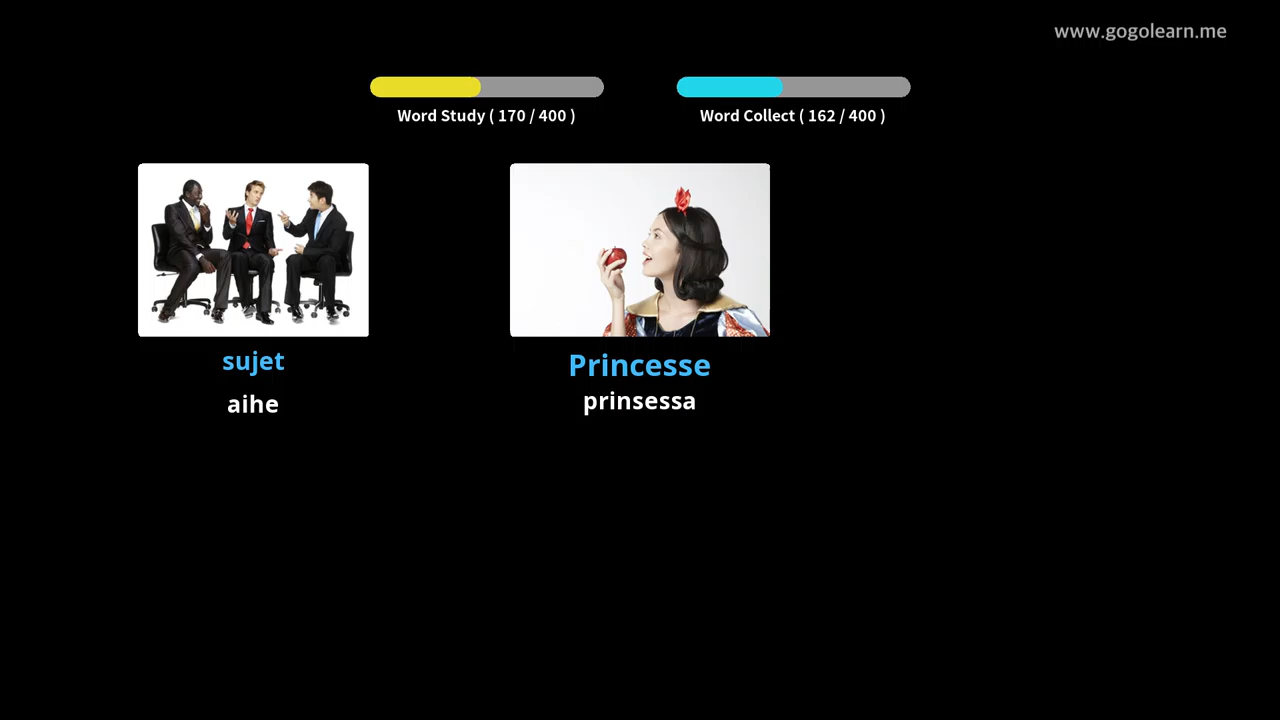 www.gogolearn.me
Word Study ( 170 / 400 )
Word Collect ( 162 / 400 )
sujet
aihe
Princesse
prinsessa